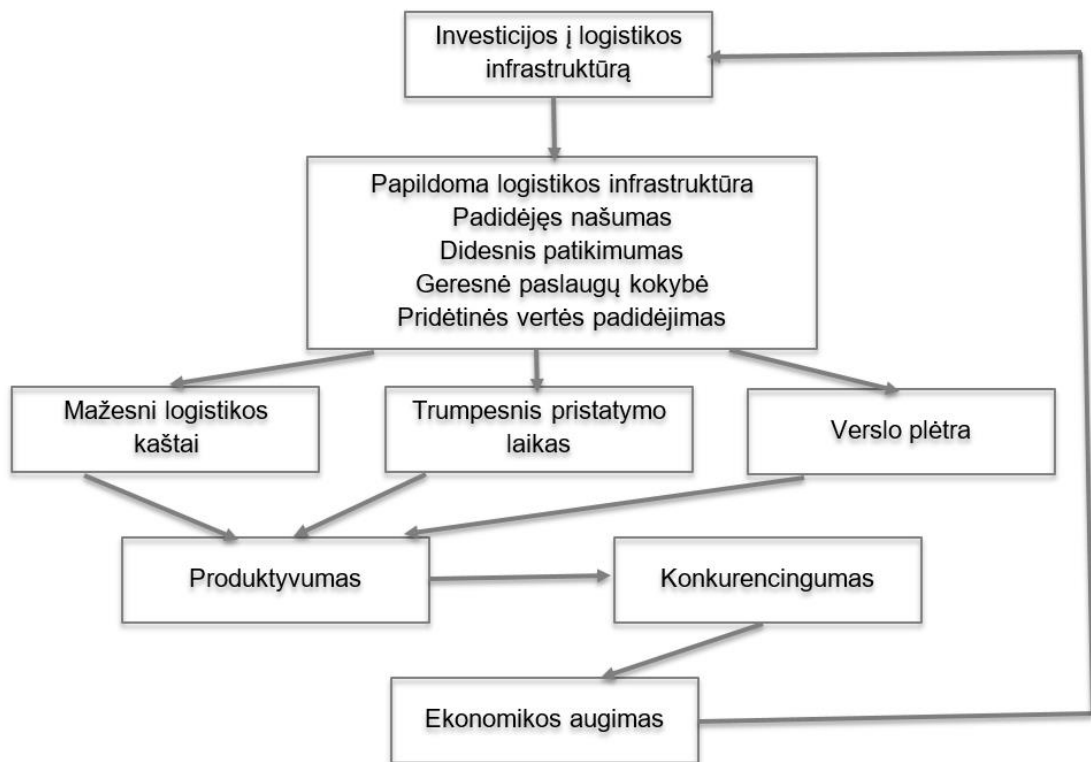 Investicijos į logistikos
infrastruktūrą
Papildoma logistikos infrastruktūra
Padidėjęs našumas
Didesnis patikimumas
Geresnė paslaugų kokybė
Pridėtinės vertės padidėjimas
Mažesni logistikos
kaštai
Trumpesnis pristatymo
laikas
Verslo plėtra
Produktyvumas
Konkurencingumas
Ekonomikos augimas